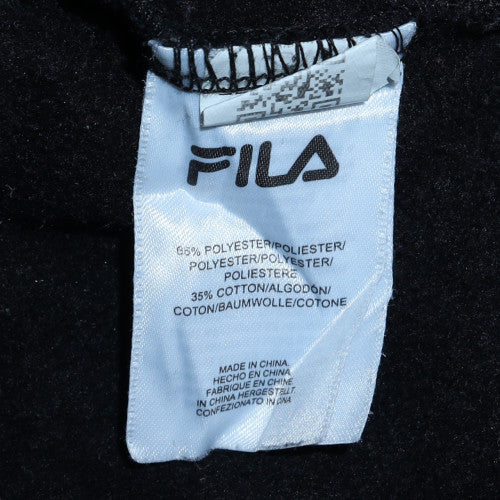 FILA
65% POLYESTER/POLIESTER/
POLYESTER/POLYESTER/
POLIESTERE
35% COTTON/ALGODON/
COTON/BAUMWOLLE/COTONE
MADE IN CHINA
HECHO EN CHINA
FABRIQUE EN CHINE
IN CHINA HERGESTELLT
CONFEZIONATO IN CINA